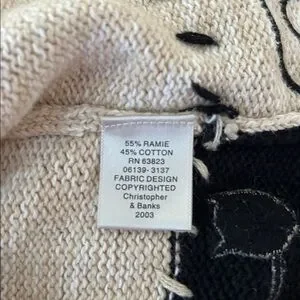 55% RAMIE
45% COTTON
RN 63823
06139-3137
FABRIC DESIGN
COPYRIGHTED
Christopher
& Banks
2003